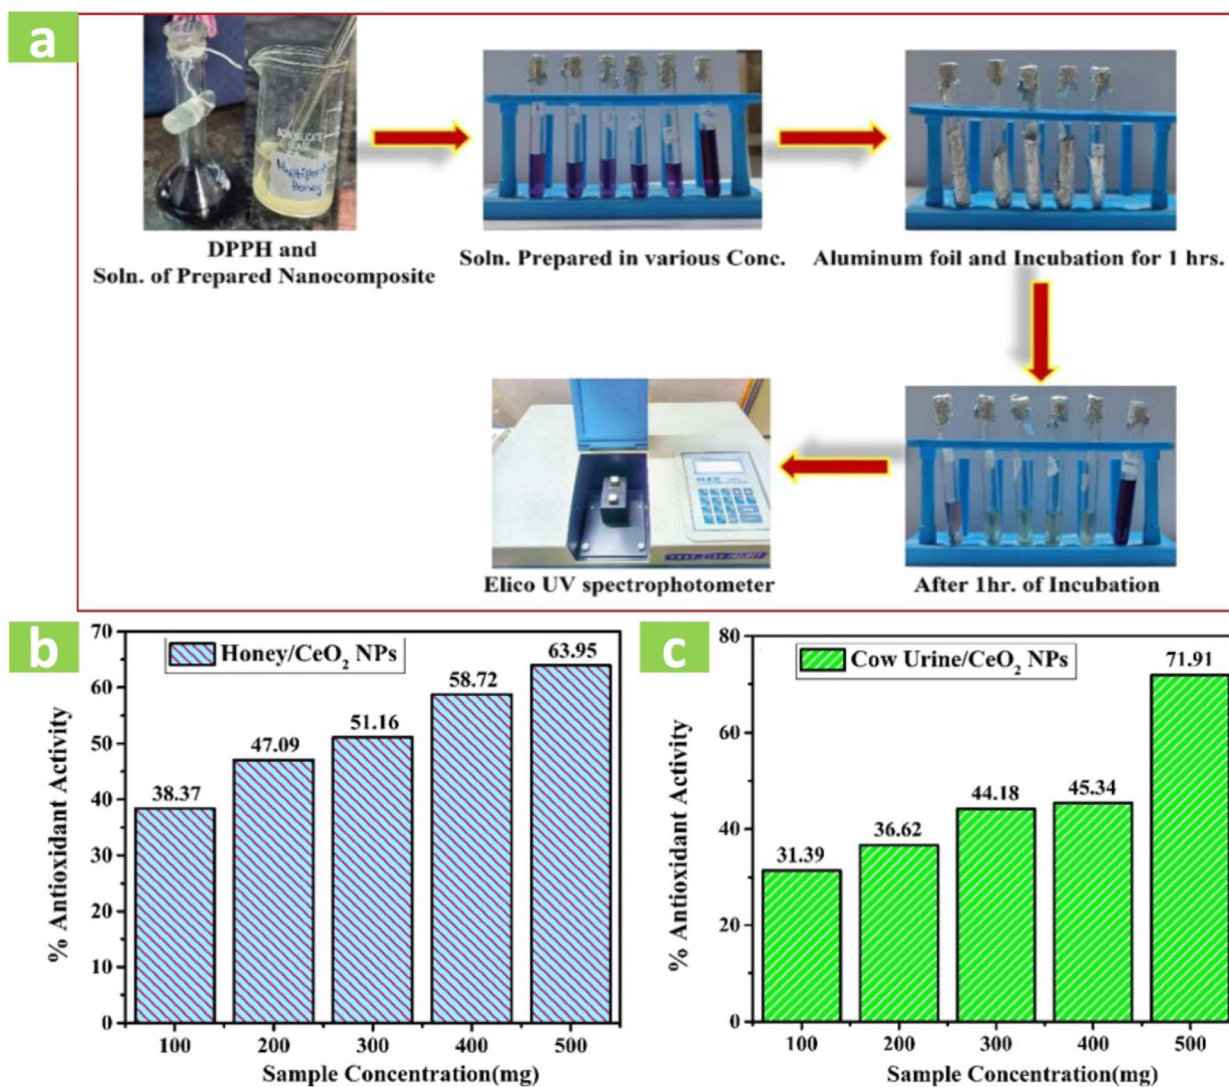 a
Multiflora
Honey
DPPH and
Soln. of Prepared Nanocomposite
Soln. Prepared in various Conc.
Aluminum foil and Incubation for 1 hrs.
Elico UV spectrophotometer
After 1hr. of Incubation
b
Honey/CeO₂ NPs
% Antioxidant Activity
70
60
50
40
30
20
10
0
38.37
47.09
51.16
58.72
63.95
100 200 300 400 500
Sample Concentration(mg)
c
Cow Urine/CeO₂ NPs
% Antioxidant Activity
80
60
40
20
0
31.39
36.62
44.18
45.34
71.91
100 200 300 400 500
Sample Concentration(mg)